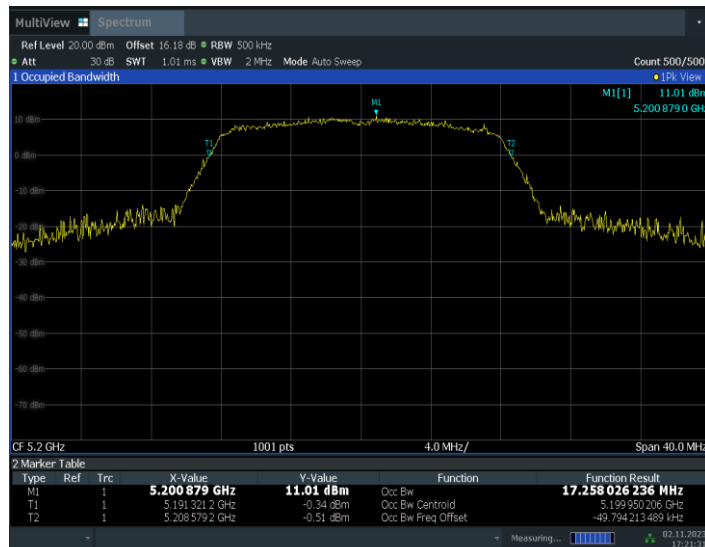 MultiView Spectrum
Ref Level 20.00 dBm Offset 16.18 dB RBW 500 kHz
Att 30 dB SWT 1.01 ms VBW 2 MHz Mode Auto Sweep Count 500/500
1 Occupied Bandwidth 1Pk View
M1[1] 11.01 dBm
5.200 879 0 GHz
M1
10 dBm
T1
T2
0 dBm
-10 dBm
-20 dBm
-30 dBm
-40 dBm
-50 dBm
-60 dBm
-70 dBm
CF 5.2 GHz 1001 pts 4.0 MHz/ Span 40.0 MHz
2 Marker Table
Type Ref Trc X-Value Y-Value Function Function Result
M1 1 5.200 879 GHz 11.01 dBm Occ Bw 17.258 026 236 MHz
T1 1 5.191 321 2 GHz -0.34 dBm Occ Bw Centroid 5.199 950 206 GHz
T2 1 5.208 579 2 GHz -0.51 dBm Occ Bw Freq Offset -49.794 213 489 kHz
Measuring... 02.11.2023
17:21:31